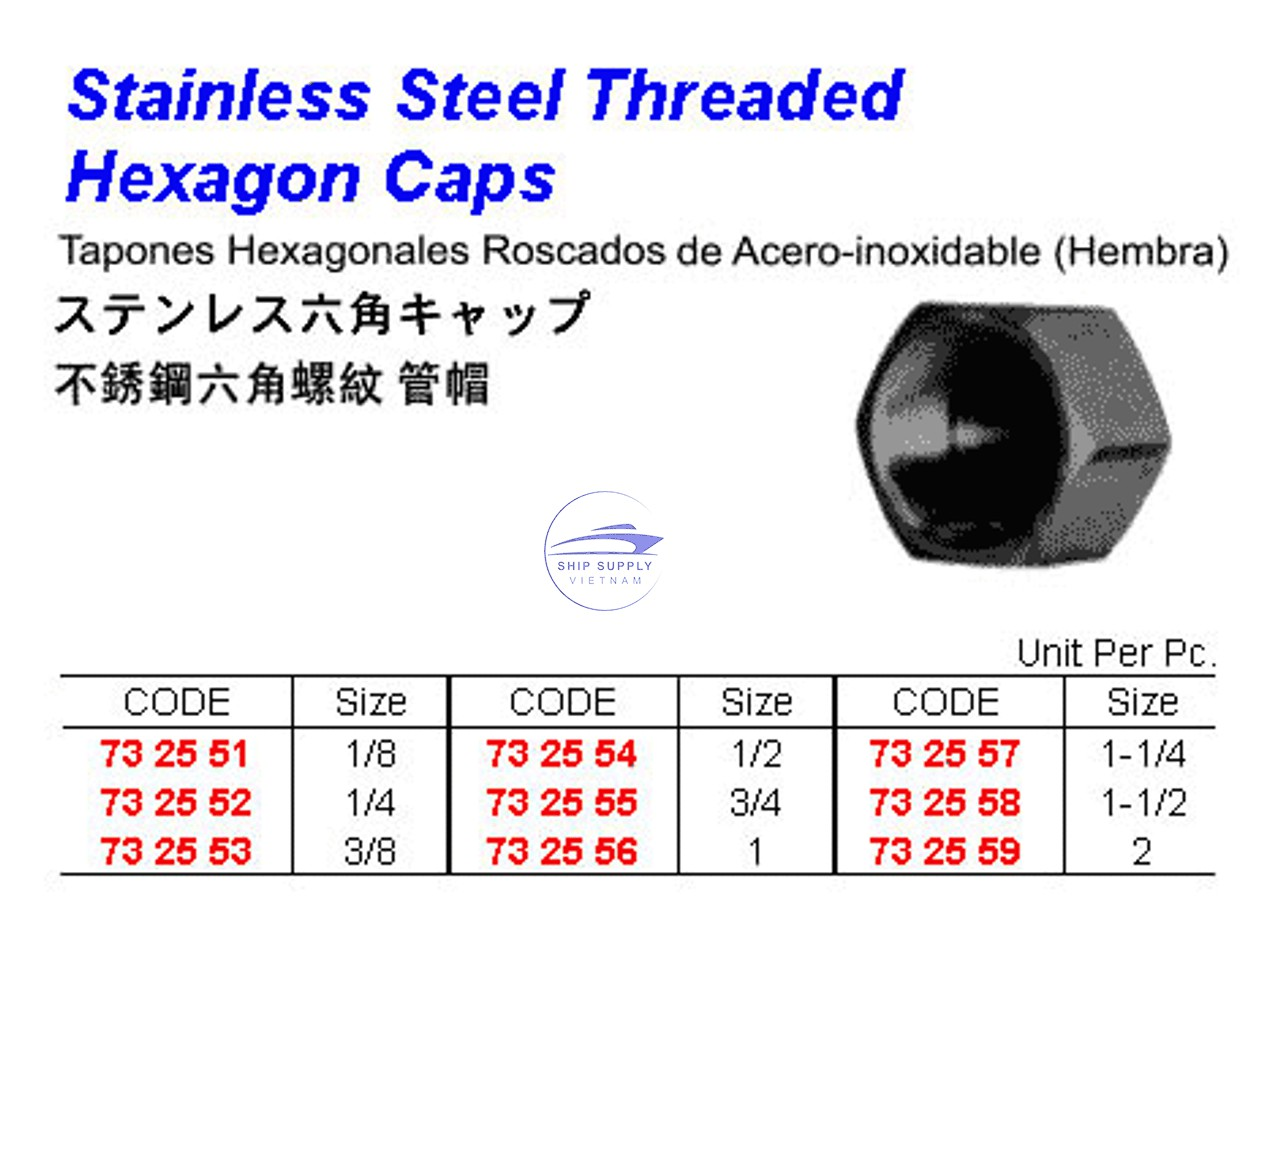 Stainless Steel Threaded
Hexagon Caps
Tapones Hexagonales Roscados de Acero-inoxidable (Hembra)
ステンレス六角キャップ
不銹鋼六角螺紋 管帽
SHIP SUPPLY
VIETNAM
Unit Per Pc.
CODE Size CODE Size CODE Size
73 25 51 1/8 73 25 54 1/2 73 25 57 1-1/4
73 25 52 1/4 73 25 55 3/4 73 25 58 1-1/2
73 25 53 3/8 73 25 56 1 73 25 59 2